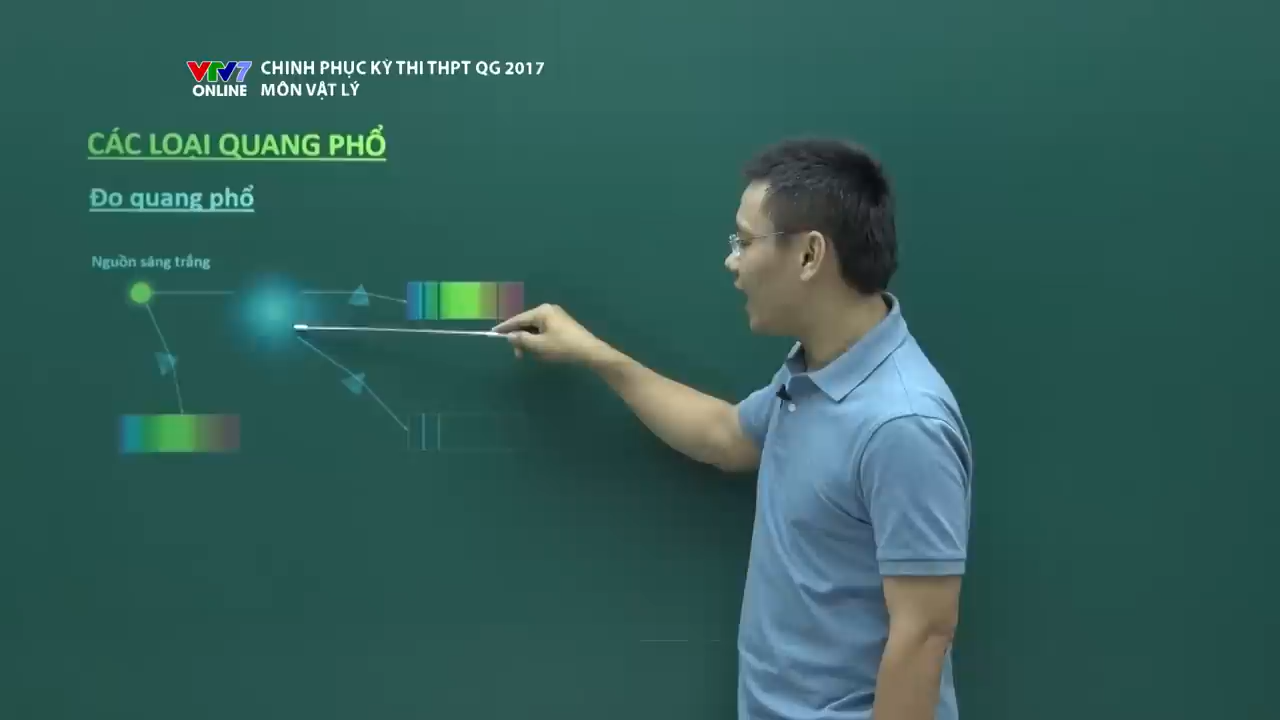 VTV7
ONLINE
CHINH PHỤC KỲ THI THPT QG 2017
MÔN VẬT LÝ
CÁC LOẠI QUANG PHỔ
Đo quang phổ
Nguồn sáng trắng